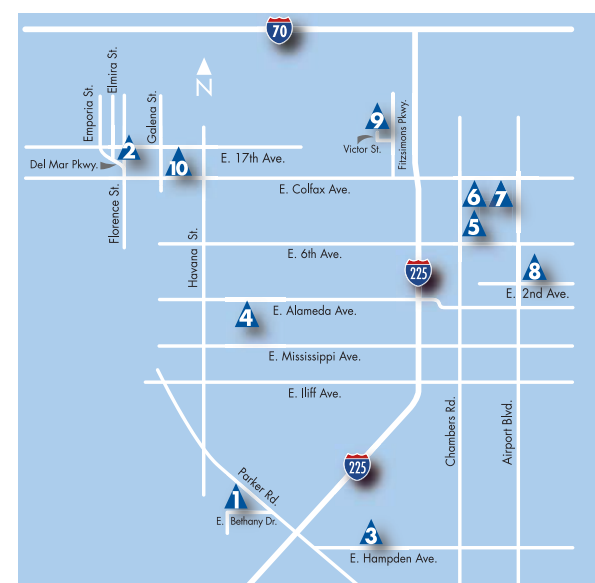 70
N
Emporia St.
Elmira St.
Galena St.
9
Fitzsimons Pkwy.
Victor St.
2
E. 17th Ave.
Del Mar Pkwy.
10
E. Colfax Ave.
6
7
Florence St.
5
Havana St.
E. 6th Ave.
225
8
E. 2nd Ave.
E. Alameda Ave.
4
E. Mississippi Ave.
E. Iliff Ave.
Chambers Rd.
Airport Blvd.
225
Parker Rd.
1
E. Bethany Dr.
3
E. Hampden Ave.